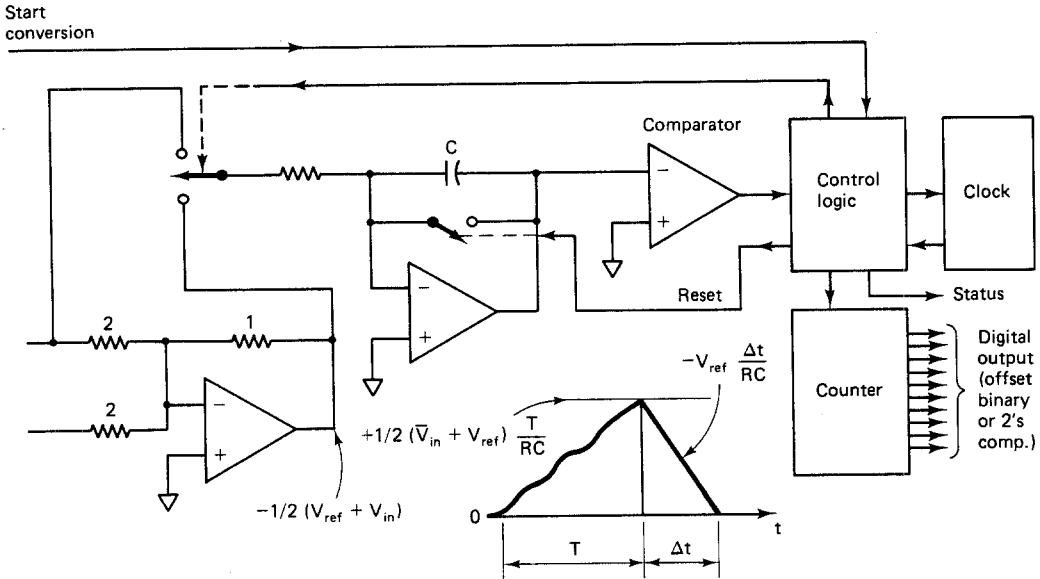 Start
conversion
Comparator
C
−
+
Control
logic
Clock
−
+
Reset
Status
2
1
2
−
+
Counter
Digital
output
(offset
binary
or 2's
comp.)
−V_ref Δt/RC
+1/2 (V̅_in + V_ref) T/RC
−1/2 (V_ref + V_in)
0
t
T
Δt